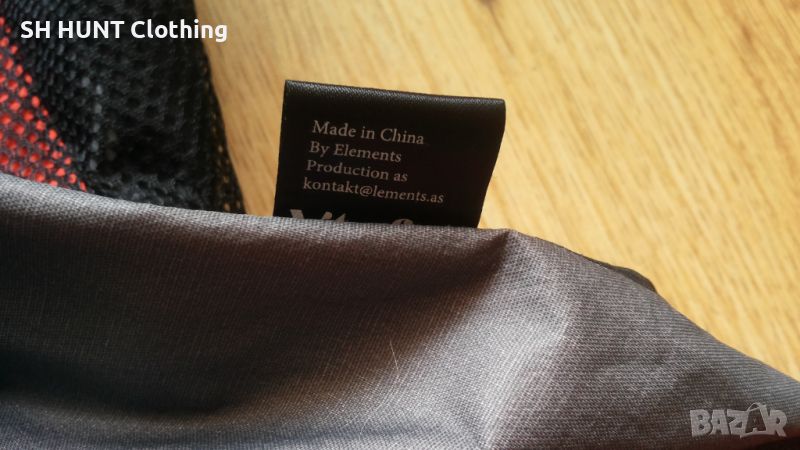 SH HUNT Clothing
Made in China
By Elements
Production as
kontakt@lements.as
BAZAR